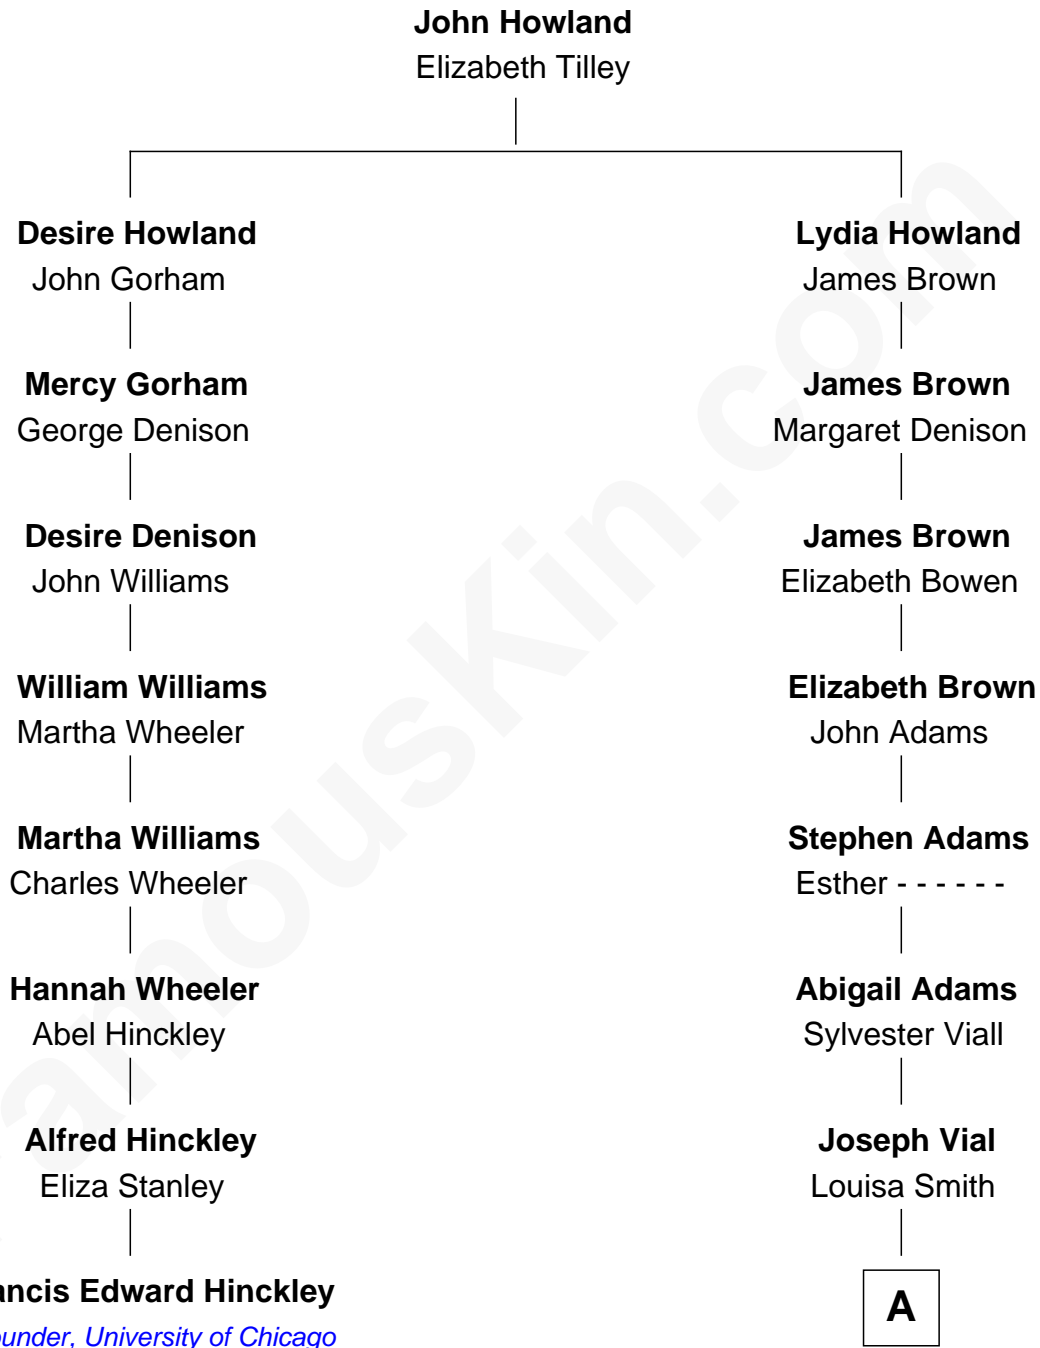 John Howland
Elizabeth Tilley
Desire Howland
John Gorham
Mercy Gorham
George Denison
Desire Denison
John Williams
William Williams
Martha Wheeler
Martha Williams
Charles Wheeler
Hannah Wheeler
Abel Hinckley
Alfred Hinckley
Eliza Stanley
ancis Edward Hinckley
ounder, University of Chicago
Lydia Howland
James Brown
James Brown
Margaret Denison
James Brown
Elizabeth Bowen
Elizabeth Brown
John Adams
Stephen Adams
Esther - - - - - -
Abigail Adams
Sylvester Viall
Joseph Vial
Louisa Smith
A
amouskin.com